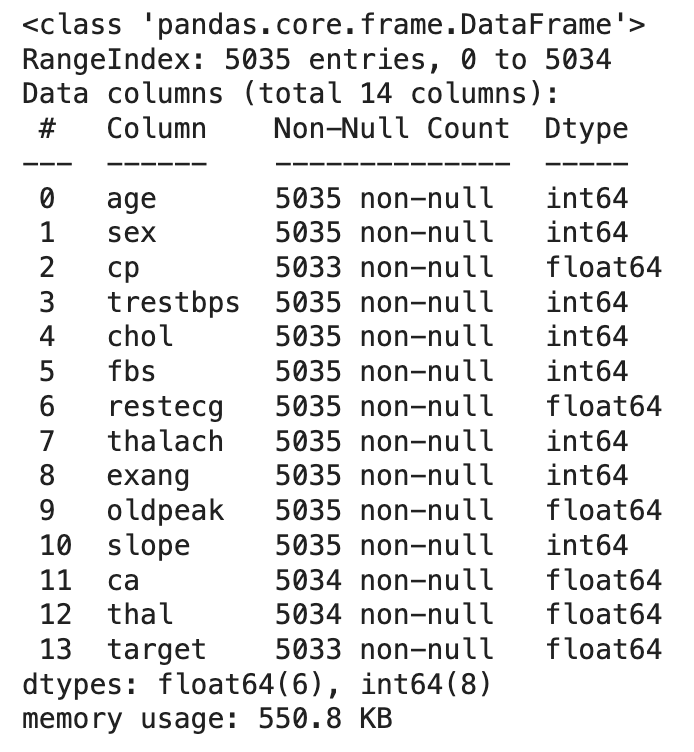 <class 'pandas.core.frame.DataFrame'>
RangeIndex: 5035 entries, 0 to 5034
Data columns (total 14 columns):
 #   Column     Non-Null Count  Dtype
---  ------     --------------  -----
 0   age        5035 non-null   int64
 1   sex        5035 non-null   int64
 2   cp         5033 non-null   float64
 3   trestbps   5035 non-null   int64
 4   chol       5035 non-null   int64
 5   fbs        5035 non-null   int64
 6   restecg    5035 non-null   float64
 7   thalach    5035 non-null   int64
 8   exang      5035 non-null   int64
 9   oldpeak    5035 non-null   float64
 10  slope      5035 non-null   int64
 11  ca         5034 non-null   float64
 12  thal       5034 non-null   float64
 13  target     5033 non-null   float64
dtypes: float64(6), int64(8)
memory usage: 550.8 KB